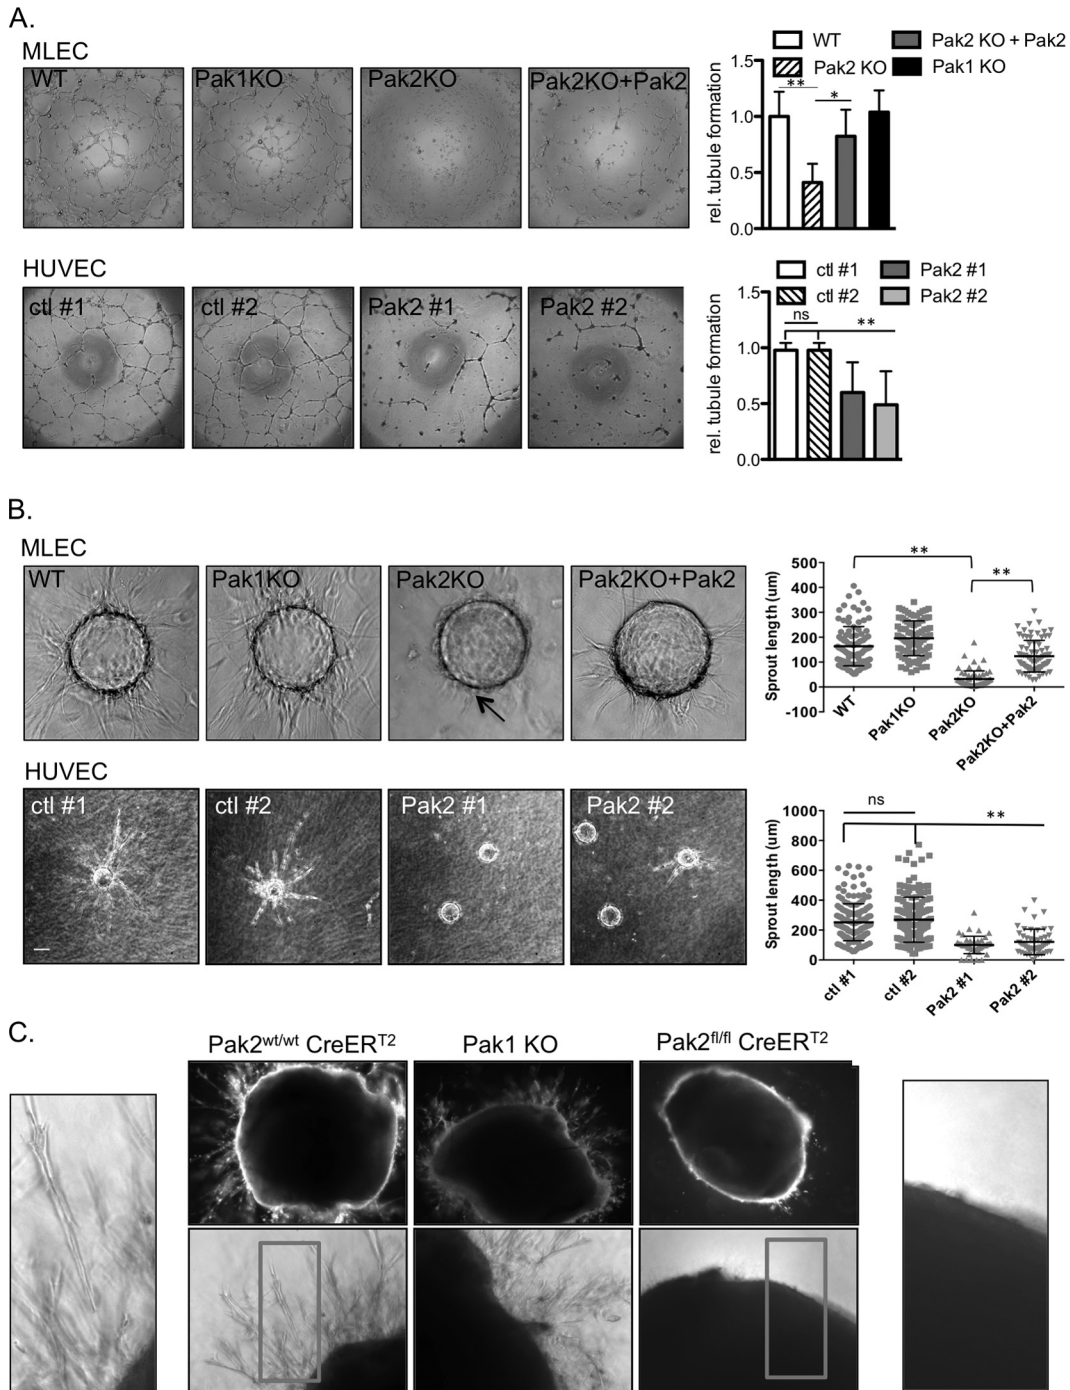 A.
MLEC
WT
Pak1KO
Pak2KO
Pak2KO+Pak2
WT
Pak2 KO + Pak2
Pak2 KO
Pak1 KO
1.5
1.0
0.5
0.0
rel. tubule formation
**
*
HUVEC
ctl #1
ctl #2
Pak2 #1
Pak2 #2
ctl #1
Pak2 #1
ctl #2
Pak2 #2
1.5
1.0
0.5
0.0
rel. tubule formation
ns
**
B.
MLEC
WT
Pak1KO
Pak2KO
Pak2KO+Pak2
Sprout length (um)
500
400
300
200
100
0
-100
**
**
WT
Pak1KO
Pak2KO
Pak2KO+Pak2
HUVEC
ctl #1
ctl #2
Pak2 #1
Pak2 #2
Sprout length (um)
1000
800
600
400
200
0
ns
**
ctl #1
ctl #2
Pak2 #1
Pak2 #2
C.
Pak2wt/wt CreERT2
Pak1 KO
Pak2fl/fl CreERT2